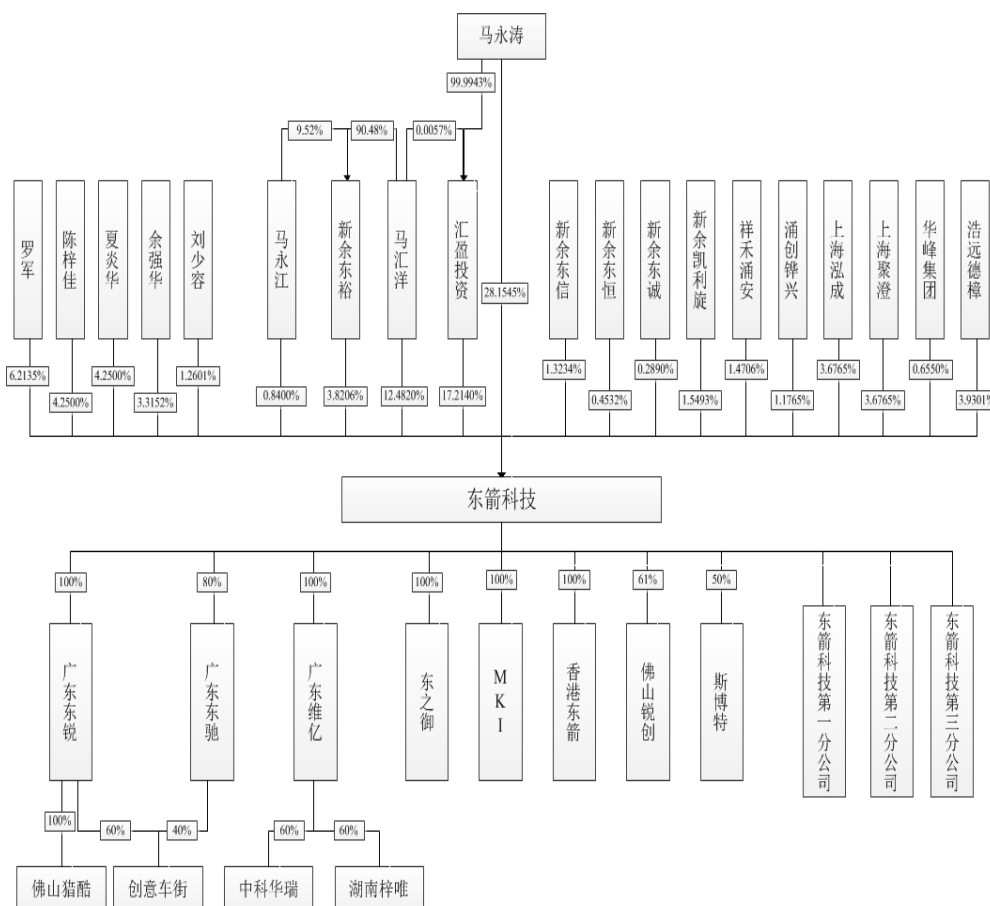 马永涛
99.9943%
9.52%
90.48%
0.0057%
罗军
陈梓佳
夏炎华
余强华
刘少容
马永江
新余东裕
马汇洋
汇盈投资
新余东信
新余东恒
新余东诚
新余凯利旋
祥禾涌安
涌创铧兴
上海泓成
上海聚澄
华峰集团
浩远德樟
28.1545%
6.2135%
4.2500%
4.2500%
3.3152%
1.2601%
0.8400%
3.8206%
12.4820%
17.2140%
1.3234%
0.4532%
0.2890%
1.5493%
1.4706%
1.1765%
3.6765%
3.6765%
0.6550%
3.9301%
东箭科技
100%
80%
100%
100%
100%
100%
61%
50%
广东东锐
广东东驰
广东维亿
东之御
MKI
香港东箭
佛山锐创
斯博特
东箭科技第一分公司
东箭科技第二分公司
东箭科技第三分公司
100%
60%
40%
60%
60%
佛山猎酷
创意车街
中科华瑞
湖南梓唯